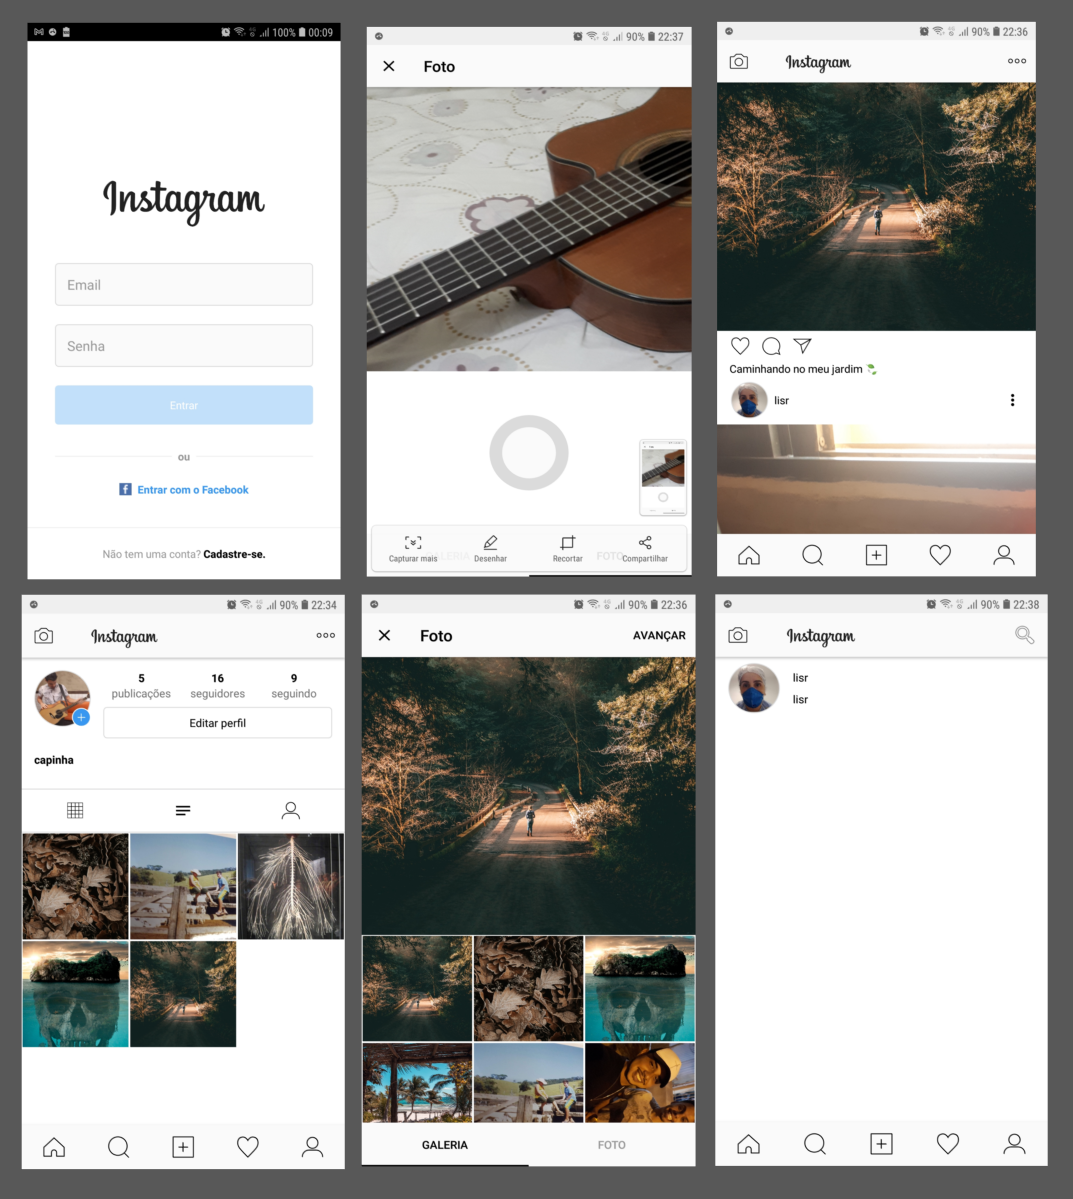 100% 00:09
Instagram
Email
Senha
Entrar
ou
Entrar com o Facebook
Não tem uma conta? Cadastre-se.
90% 22:37
Foto
GALERIA
FOTO
Capturar mais
Desenhar
Recortar
Compartilhar
90% 22:36
Instagram
Caminhando no meu jardim
lisr
90% 22:34
Instagram
5 16 9
publicações seguidores seguindo
Editar perfil
capinha
90% 22:36
Foto AVANÇAR
GALERIA FOTO
90% 22:38
Instagram
lisr
lisr